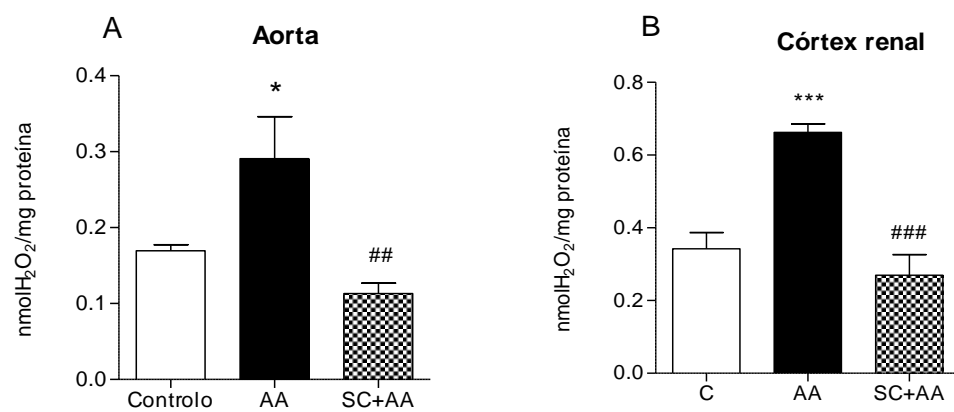 A
Aorta
nmolH₂O₂/mg proteína
0.4
0.3
0.2
0.1
0.0
*
##
Controlo AA SC+AA
B
Córtex renal
nmolH₂O₂/mg proteína
0.8
0.6
0.4
0.2
0.0
***
###
C AA SC+AA